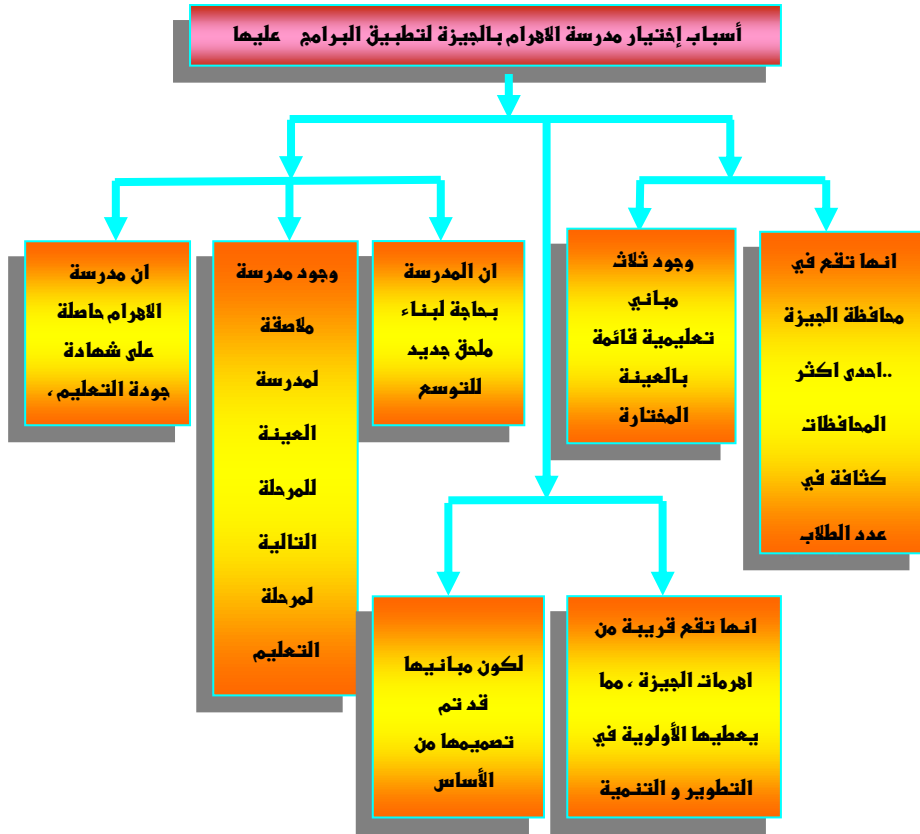 أسباب إختيار مدرسة الاهرام بالجيزة لتطبيق البرامج عليها
انها تقع في
محافظة الجيزة
..احدى اكثر
المحافظات
كثافة في
عدد الطلاب
وجود ثلاث
مباني
تعليمية قائمة
بالعينة
المختارة
ان المدرسة
بحاجة لبناء
ملحق جديد
للتوسع
وجود مدرسة
ملاصقة
لمدرسة
العينة
للمرحلة
التالية
لمرحلة
التعليم
ان مدرسة
الاهرام حاصلة
على شهادة
جودة التعليم ،
انها تقع قريبة من
اهرمات الجيزة ، مما
يعطيها الأولوية في
التطوير و التنمية
لكون مبانيها
قد تم
تصميمها من
الأساس